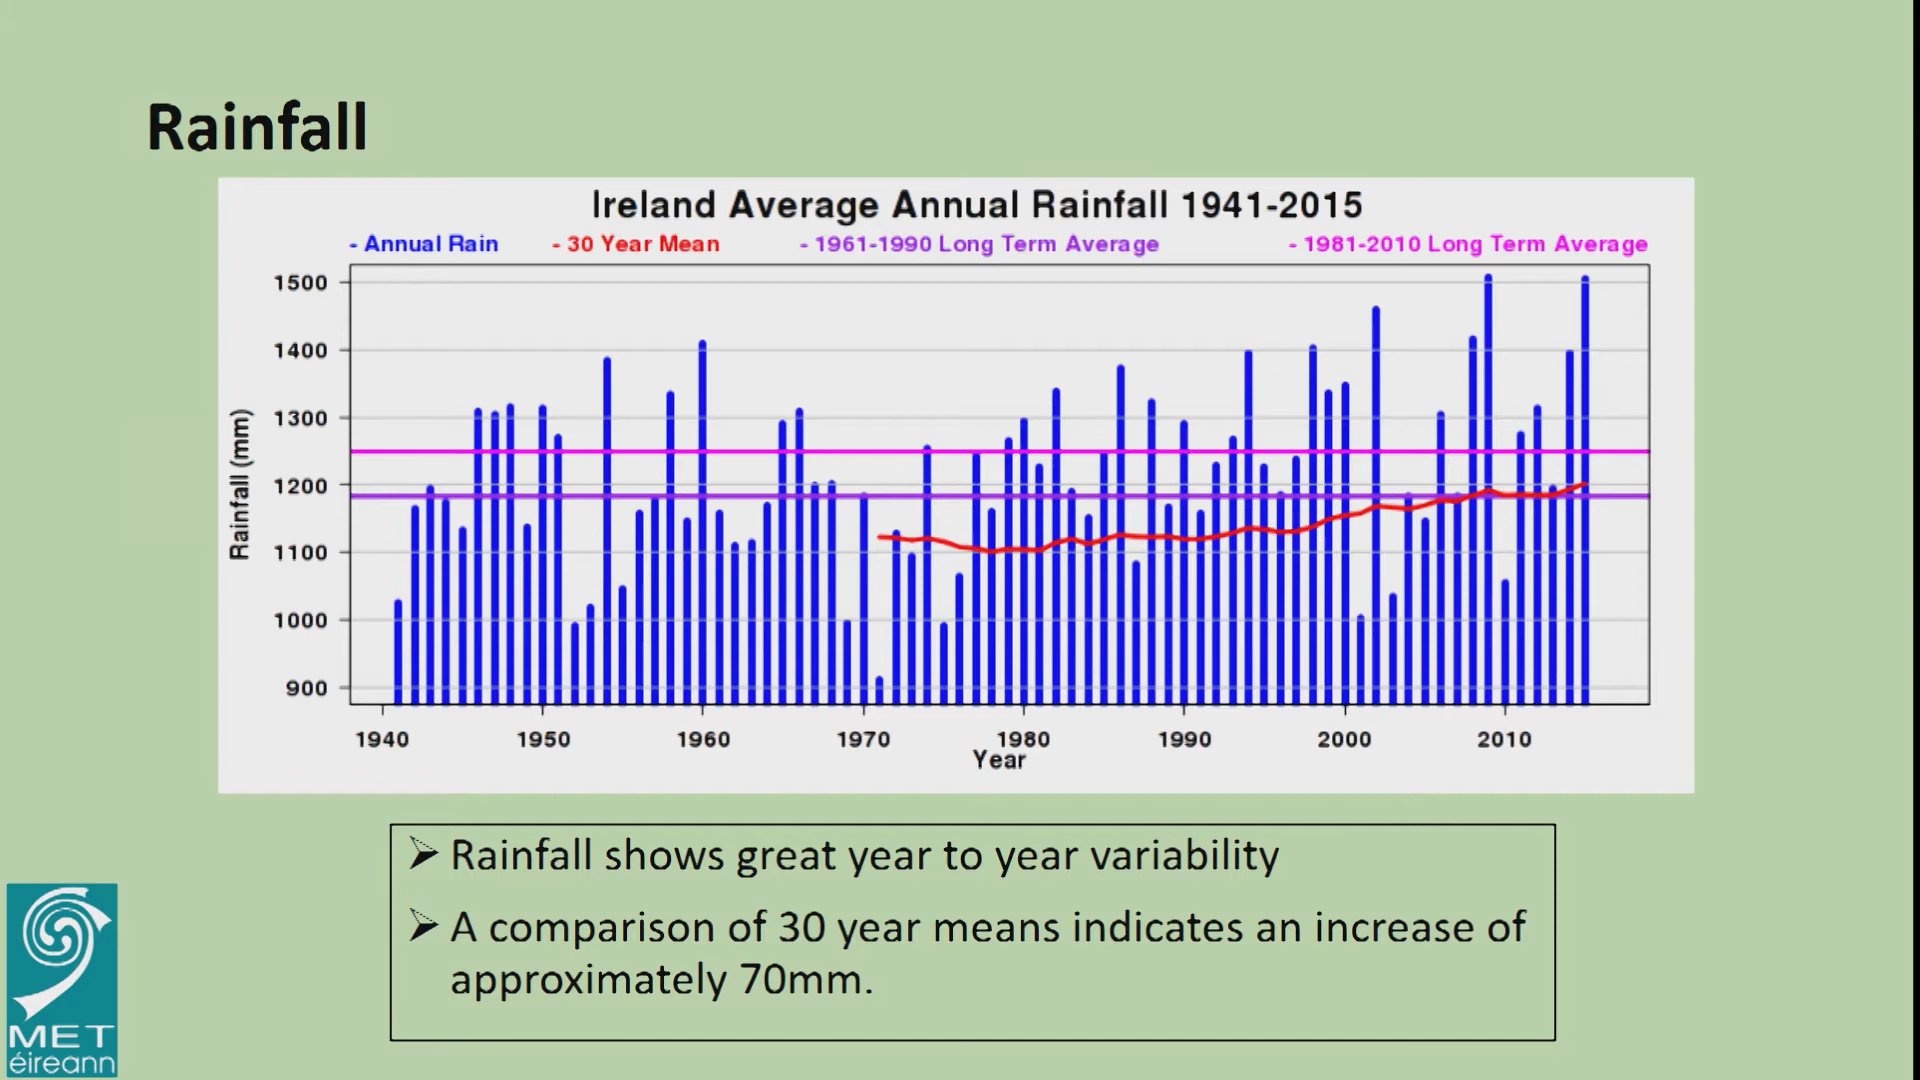 Rainfall
Ireland Average Annual Rainfall 1941-2015
- Annual Rain - 30 Year Mean - 1961-1990 Long Term Average - 1981-2010 Long Term Average
1500
1400
1300
1200
1100
1000
900
Rainfall (mm)
1940 1950 1960 1970 1980 1990 2000 2010
Year
➢ Rainfall shows great year to year variability
➢ A comparison of 30 year means indicates an increase of
approximately 70mm.
MET
éireann